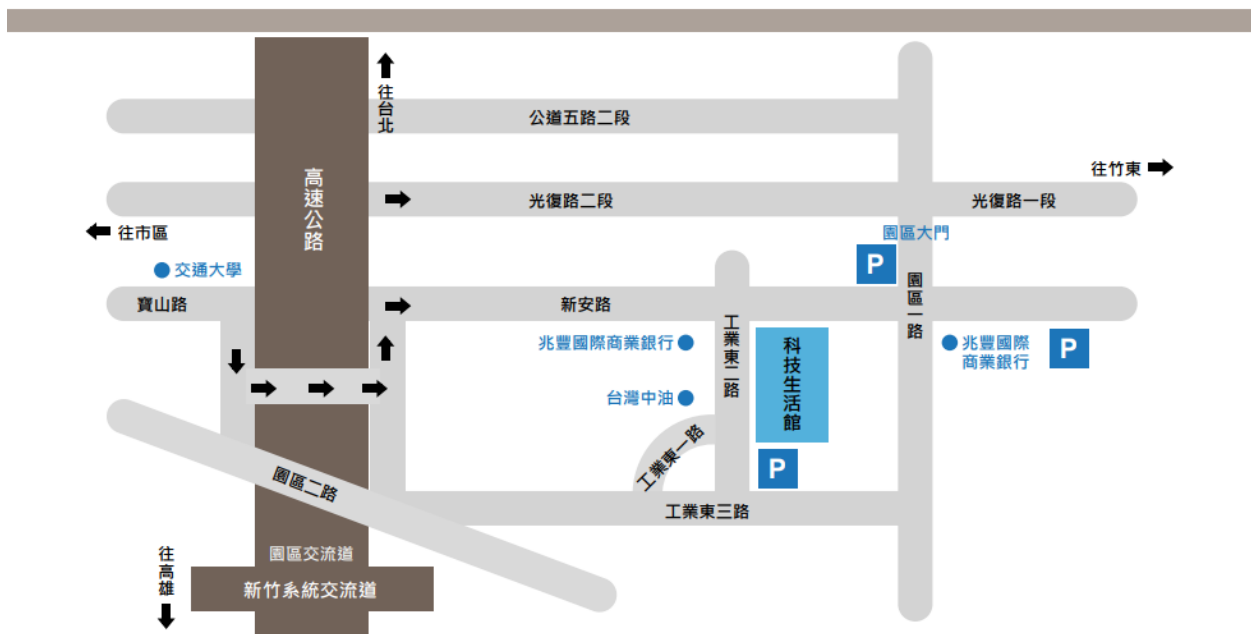 往台北
公道五路二段
高速公路
往竹東
光復路二段
光復路一段
往市區
園區大門
交通大學
P
園區一路
寶山路
新安路
工業東二路
兆豐國際商業銀行
科技生活館
兆豐國際
商業銀行
P
台灣中油
工業東一路
P
園區二路
工業東三路
往高雄
園區交流道
新竹系統交流道